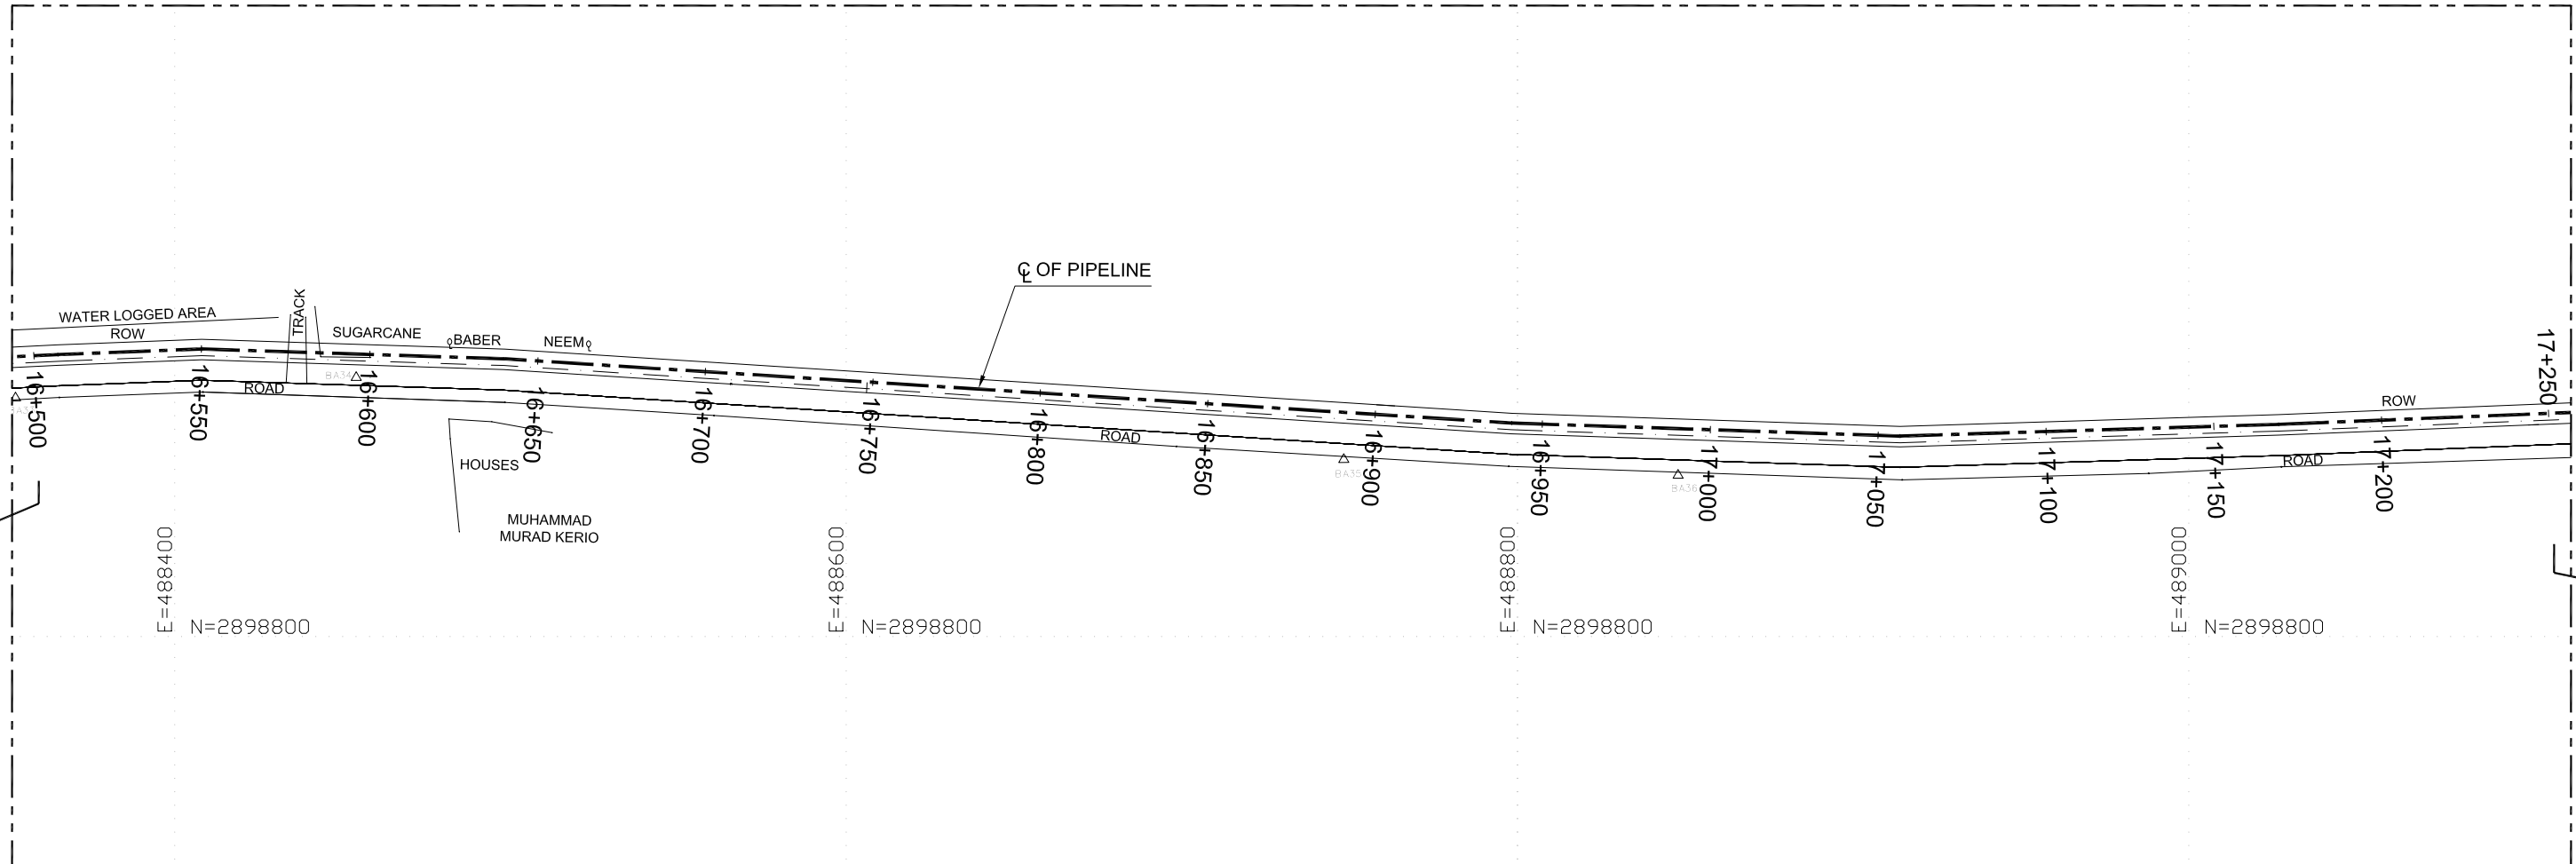 ℄ OF PIPELINE
WATER LOGGED AREA
ROW
TRACK
SUGARCANE
BABER
NEEM
BA34
ROAD
16+500
16+550
16+600
16+650
16+700
16+750
16+800
16+850
16+900
16+950
17+000
17+050
17+100
17+150
17+200
17+250
ROW
ROAD
ROAD
BA35
BA36
HOUSES
MUHAMMAD
MURAD KERIO
E=488400
N=2898800
E=488600
N=2898800
E=488800
N=2898800
E=489000
N=2898800